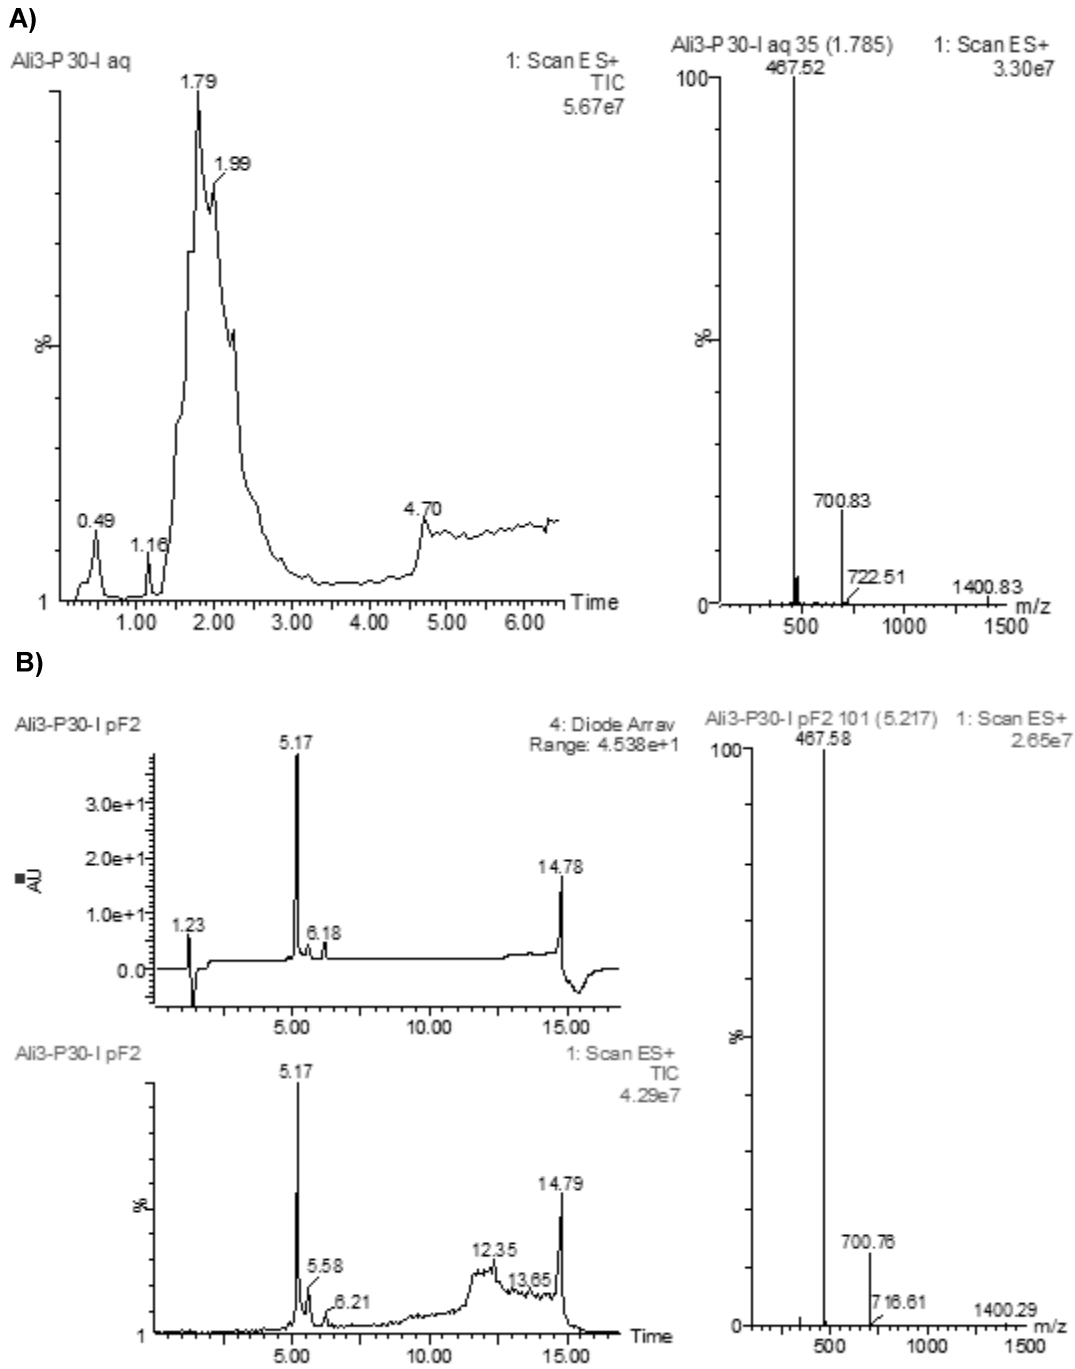 A)
Ali3-P30-I aq
1: Scan ES+
TIC
5.67e7
1.79
1.99
%
0.49
1.16
4.70
1
Time
1.00 2.00 3.00 4.00 5.00 6.00
Ali3-P30-I aq 35 (1.785) 1: Scan ES+
467.52 3.30e7
100
%
700.83
722.51
1400.83
0
m/z
500 1000 1500
B)
Ali3-P30-I pF2
4: Diode Array
Range: 4.538e+1
5.17
3.0e+1
2.0e+1
AU
14.78
1.0e+1
1.23
6.18
0.0
5.00 10.00 15.00
Ali3-P30-I pF2
1: Scan ES+
TIC
4.29e7
5.17
14.79
%
12.35
5.58
13.65
6.21
1
Time
5.00 10.00 15.00
Ali3-P30-I pF2 101 (5.217) 1: Scan ES+
467.58 2.65e7
100
%
700.76
716.61
1400.29
0
m/z
500 1000 1500